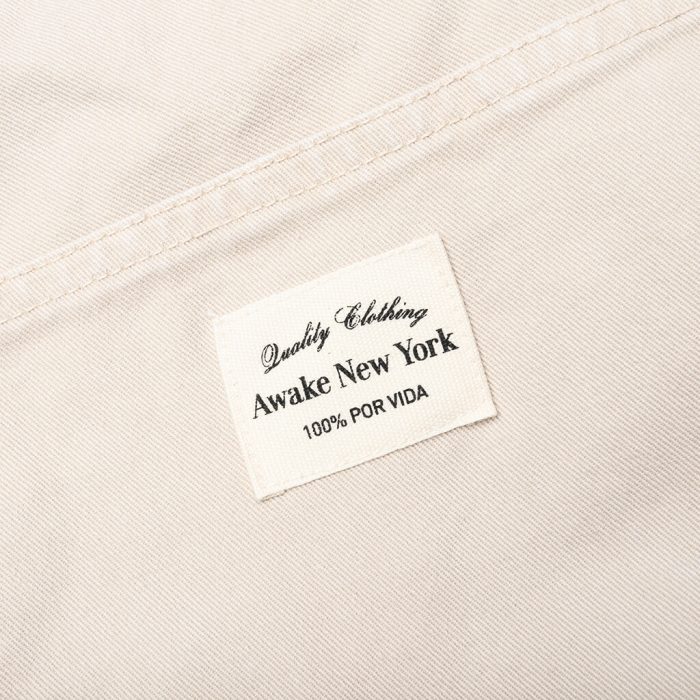 Quality Clothing
Awake New York
100% POR VIDA